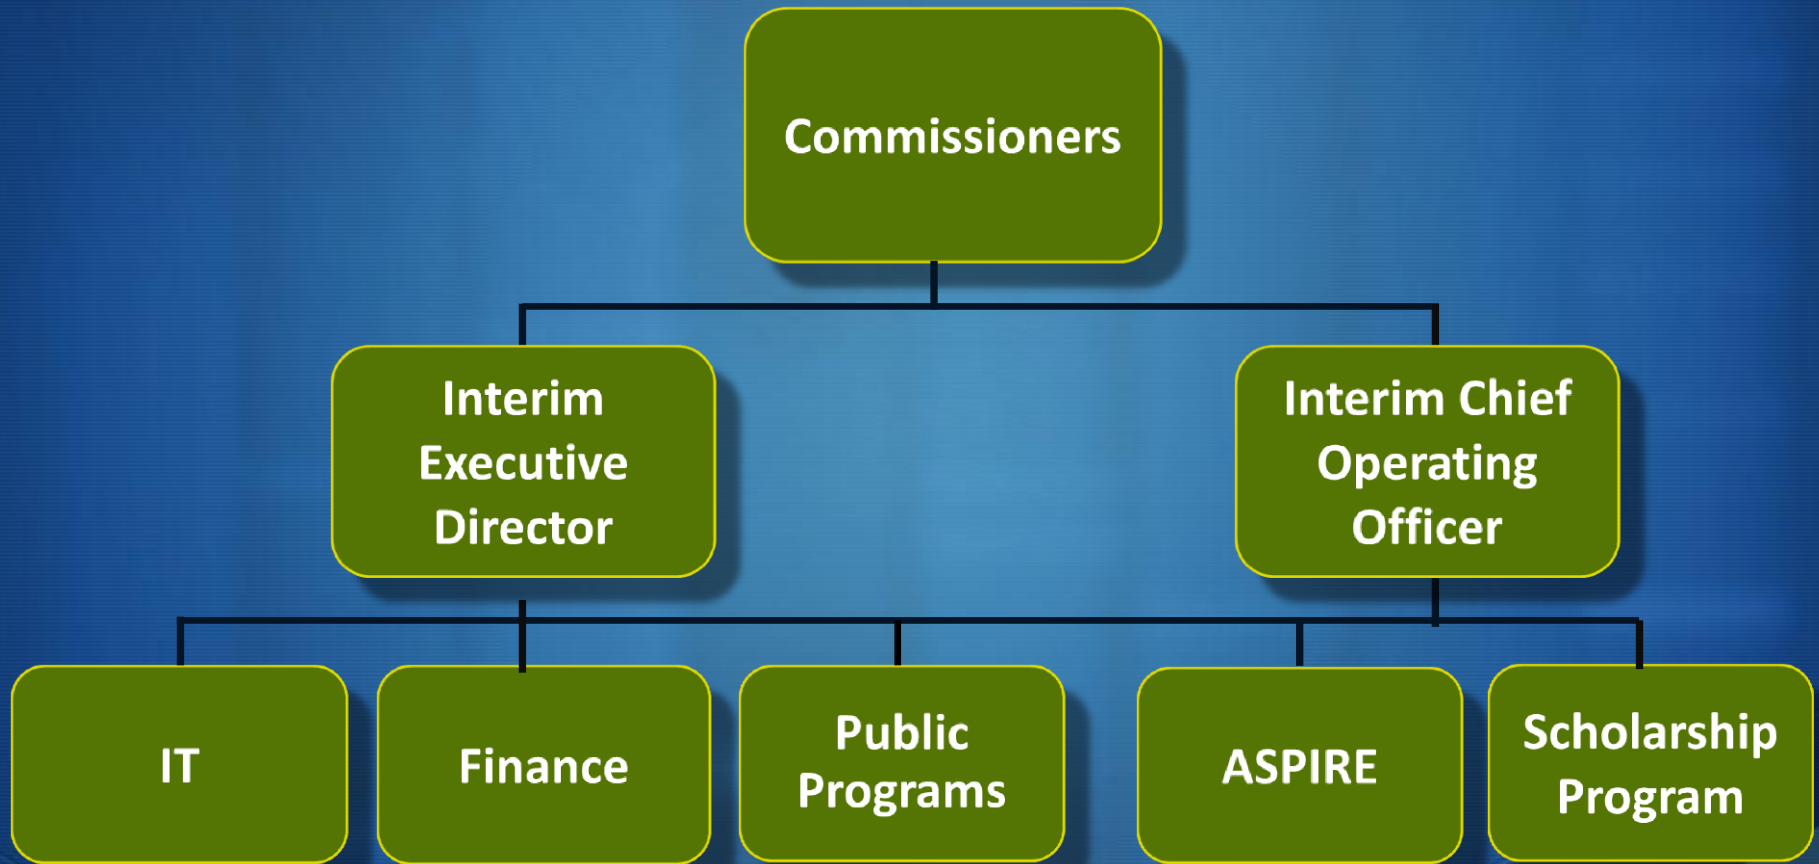 Commissioners
Interim
Executive
Director
Interim Chief
Operating
Officer
IT
Finance
Public
Programs
ASPIRE
Scholarship
Program